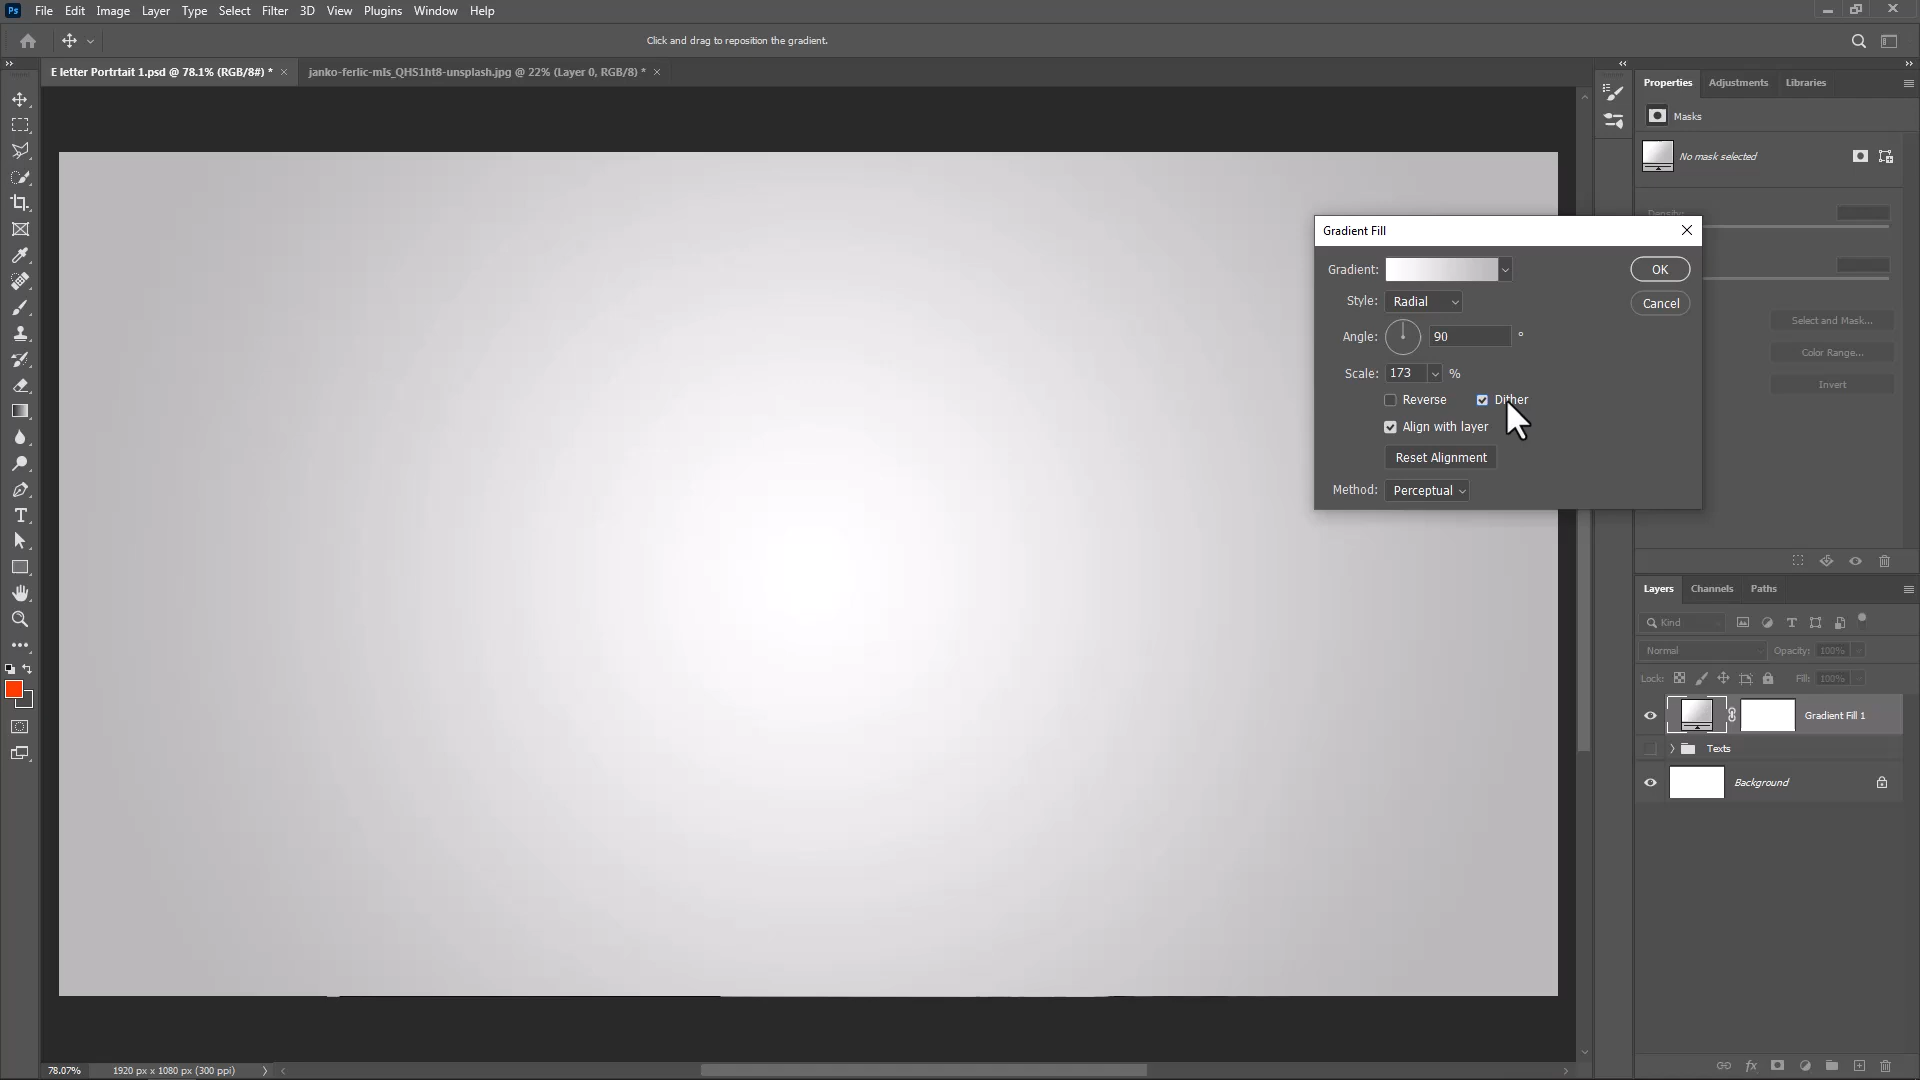 Ps File Edit Image Layer Type Select Filter 3D View Plugins Window Help
Click and drag to reposition the gradient.
E letter Portrtait 1.psd @ 78.1% (RGB/8#) *
janko-ferlic-mls_QHS1ht8-unsplash.jpg @ 22% (Layer 0, RGB/8) *
Properties Adjustments Libraries
Masks
No mask selected
Density:
Gradient Fill
Gradient:
OK
Style: Radial
Cancel
Angle: 90 °
Scale: 173 %
Reverse Dither
Align with layer
Reset Alignment
Method: Perceptual
Select and Mask...
Color Range...
Invert
Layers Channels Paths
Kind
Normal Opacity: 100%
Lock: Fill: 100%
Gradient Fill 1
Texts
Background
78.07% 1920 px x 1080 px (300 ppi)